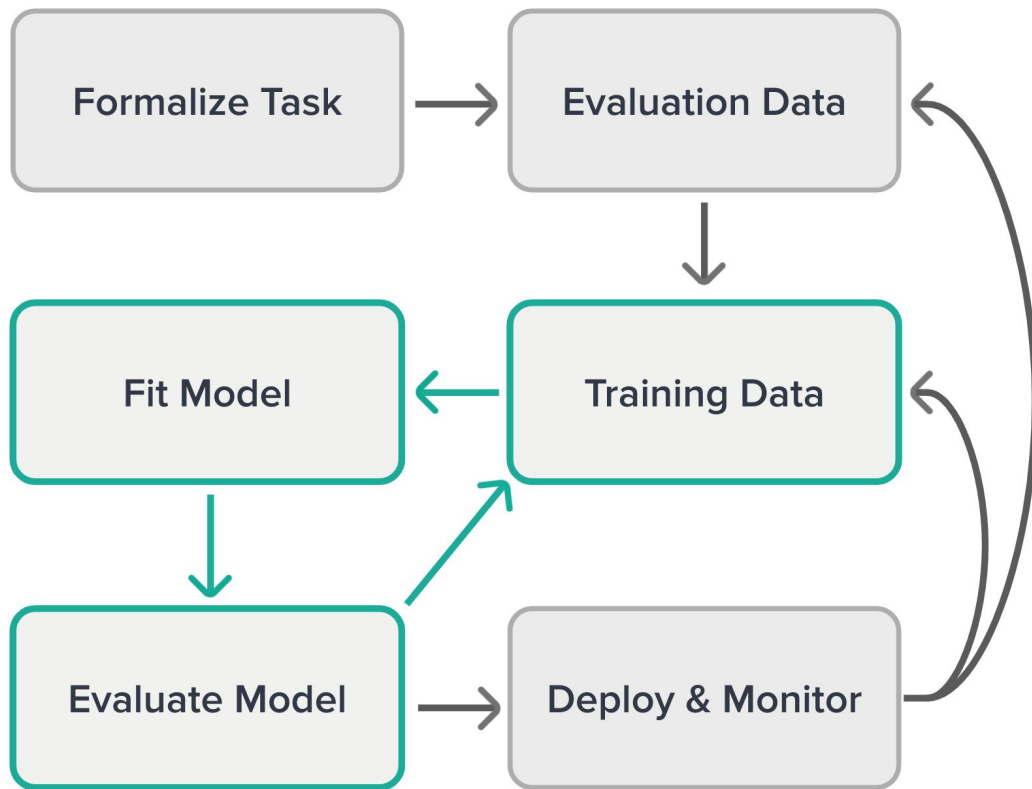 Formalize Task
Evaluation Data
Fit Model
Training Data
Evaluate Model
Deploy & Monitor